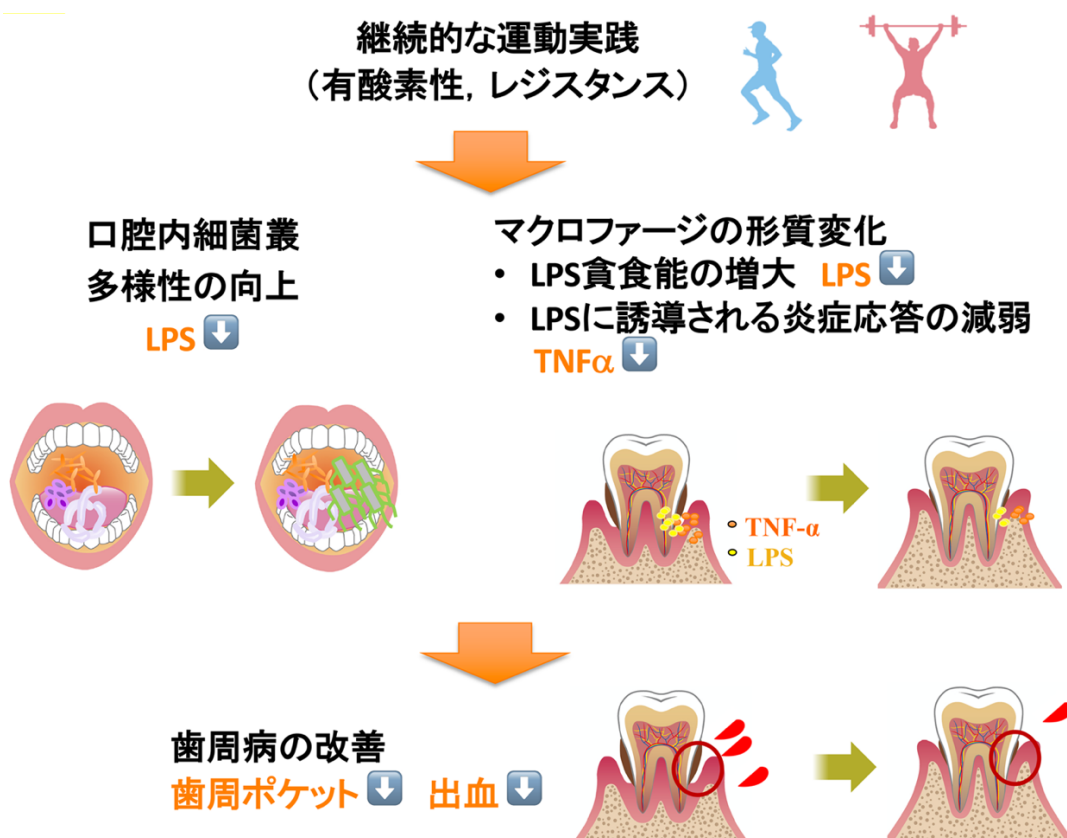 継続的な運動実践
（有酸素性, レジスタンス）
口腔内細菌叢
多様性の向上
LPS
マクロファージの形質変化
• LPS貪食能の増大 LPS
• LPSに誘導される炎症応答の減弱
TNFα
TNF-α
LPS
歯周病の改善
歯周ポケット 出血